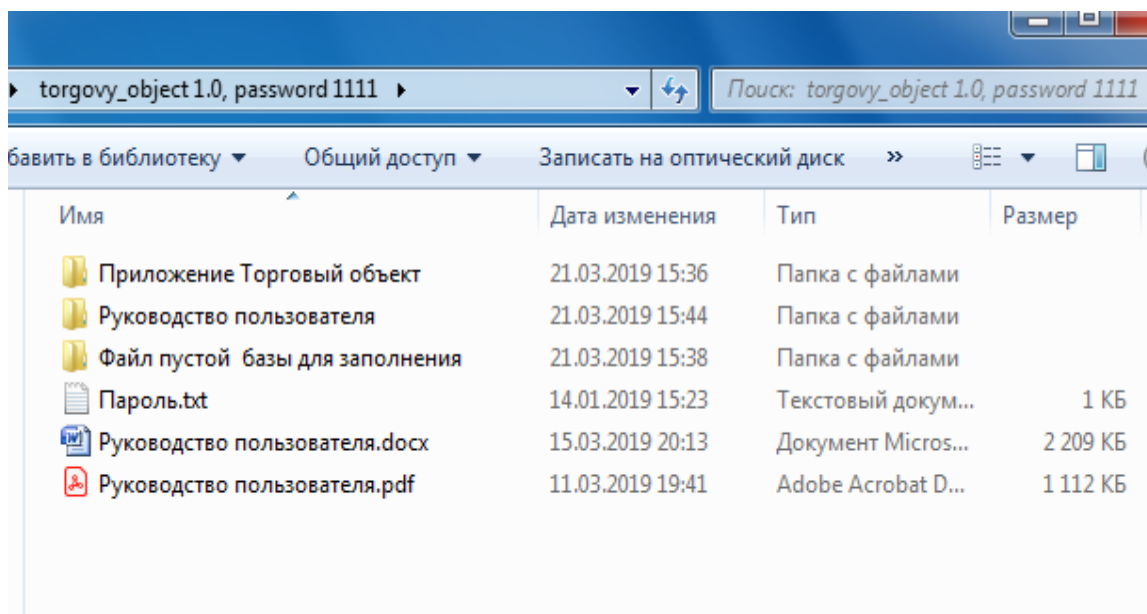 torgovy_object 1.0, password 1111
Поиск: torgovy_object 1.0, password 1111
бавить в библиотеку Общий доступ Записать на оптический диск »
Имя Дата изменения Тип Размер
Приложение Торговый объект 21.03.2019 15:36 Папка с файлами
Руководство пользователя 21.03.2019 15:44 Папка с файлами
Файл пустой базы для заполнения 21.03.2019 15:38 Папка с файлами
Пароль.txt 14.01.2019 15:23 Текстовый докум... 1 КБ
Руководство пользователя.docx 15.03.2019 20:13 Документ Micros... 2 209 КБ
Руководство пользователя.pdf 11.03.2019 19:41 Adobe Acrobat D... 1 112 КБ